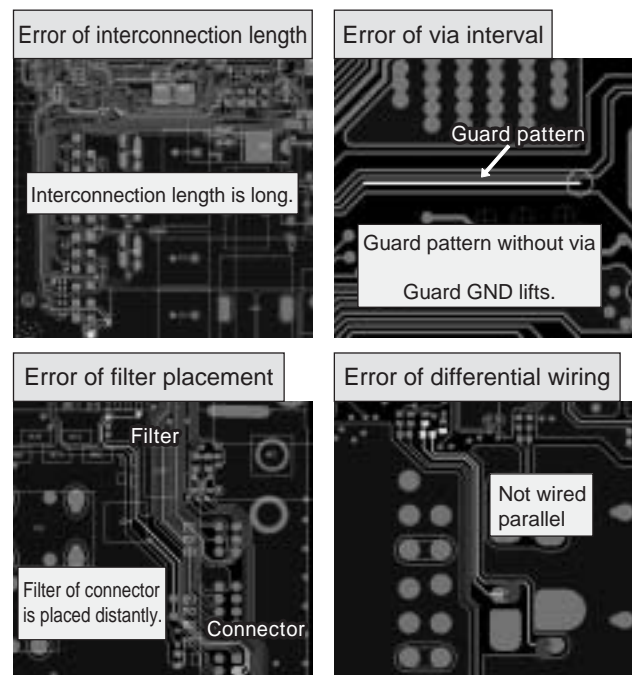 Error of interconnection length
Interconnection length is long.
Error of via interval
Guard pattern
Guard pattern without via
Guard GND lifts.
Error of filter placement
Filter
Filter of connector
is placed distantly.
Connector
Error of differential wiring
Not wired
parallel